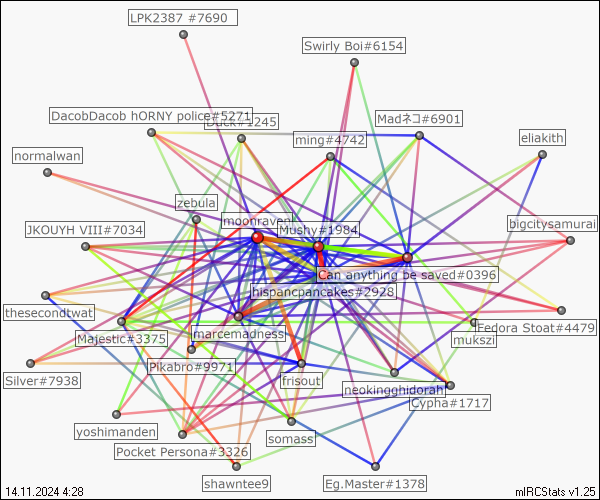 LPK2387 #7690
Swirly Boi#6154
DacobDacob hORNY police#5271
Duck#1245
Madネコ#6901
ming#4742
eliakith
normalwan
zebula
moonraven
bigcitysamurai
JKOUYH VIII#7034
Mushy#1984
Can anything be saved#0396
hispancpancakes#2928
thesecondtwat
Fedora Stoat#4479
Majestic#3375
marcemadness
mukszi
Pikabro#9971
Silver#7938
frisout
neokingghidorah
Cypha#1717
yoshimanden
somass
Pocket Persona#3326
shawntee9
Eg.Master#1378
14.11.2024 4:28
mIRCStats v1.25